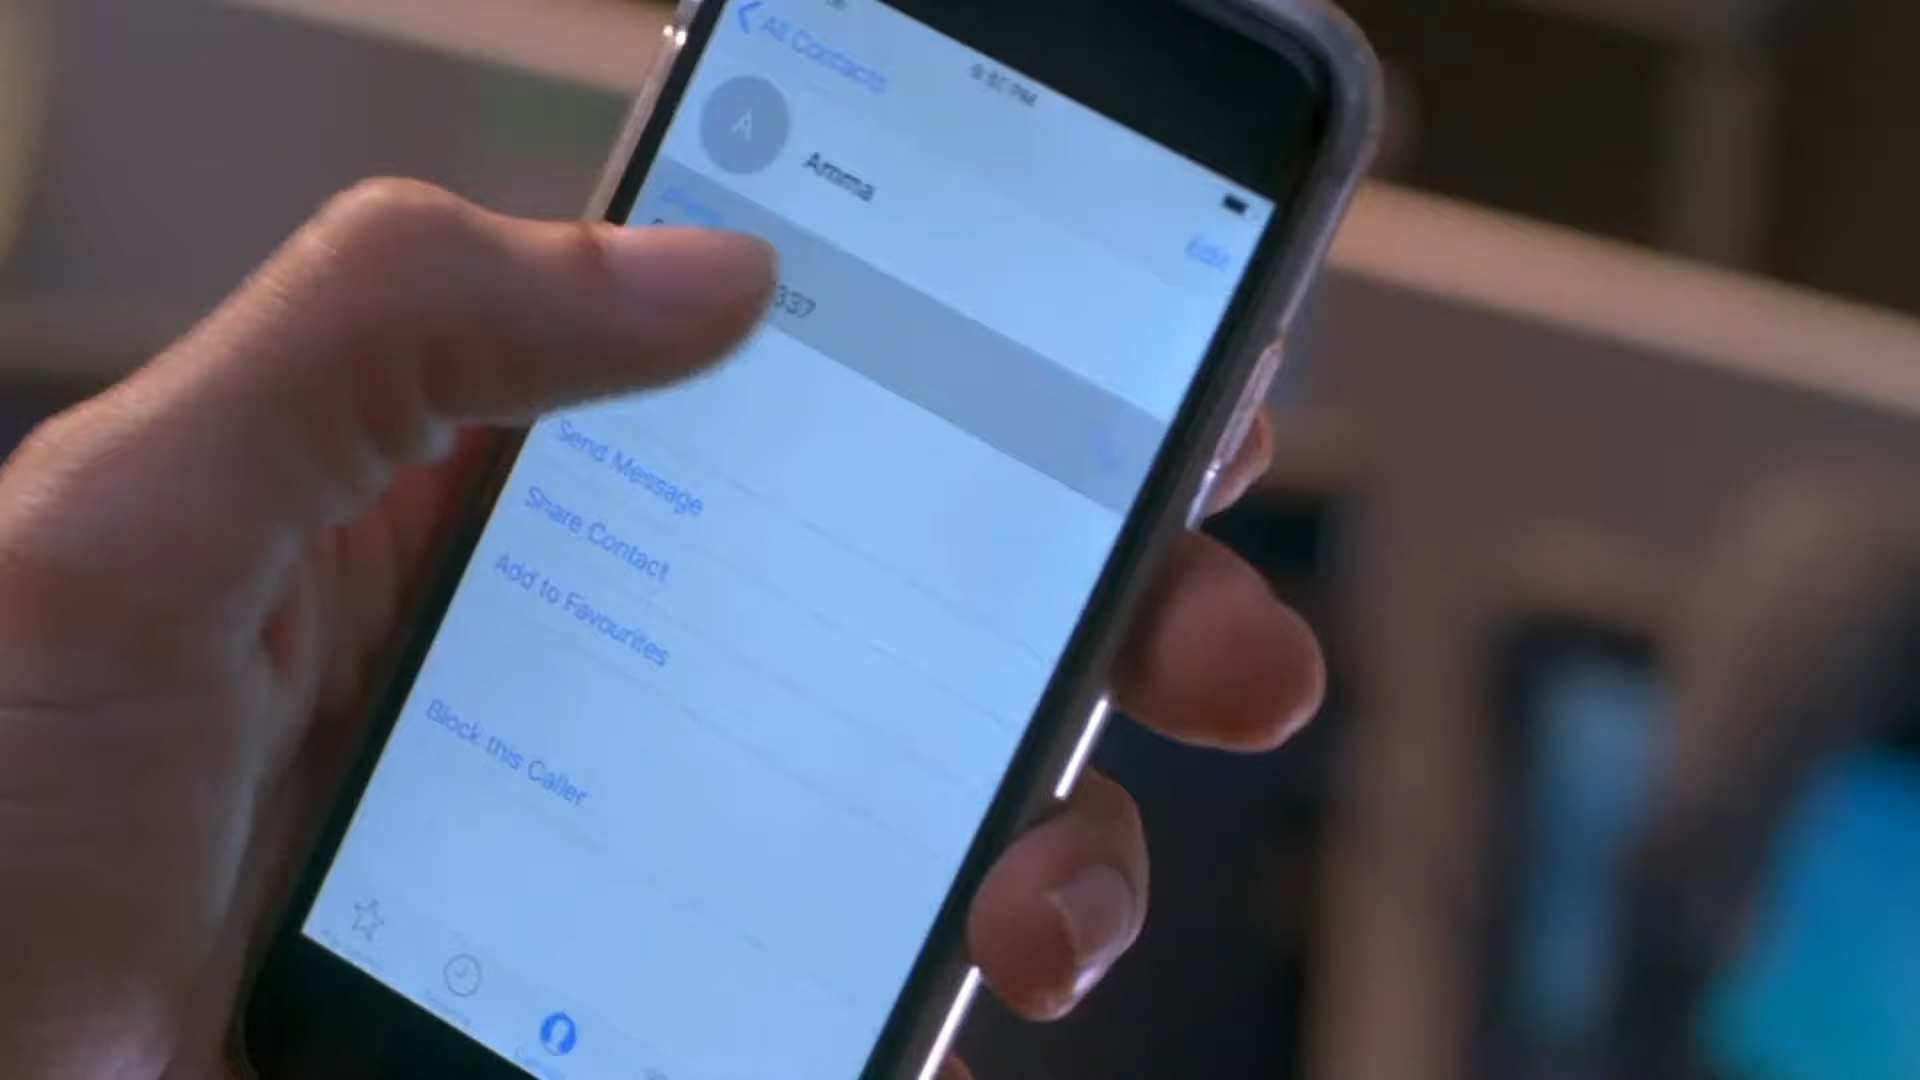 All Contacts
A
Amma
Edit
337
Send Message
Share Contact
Add to Favourites
Block this Caller